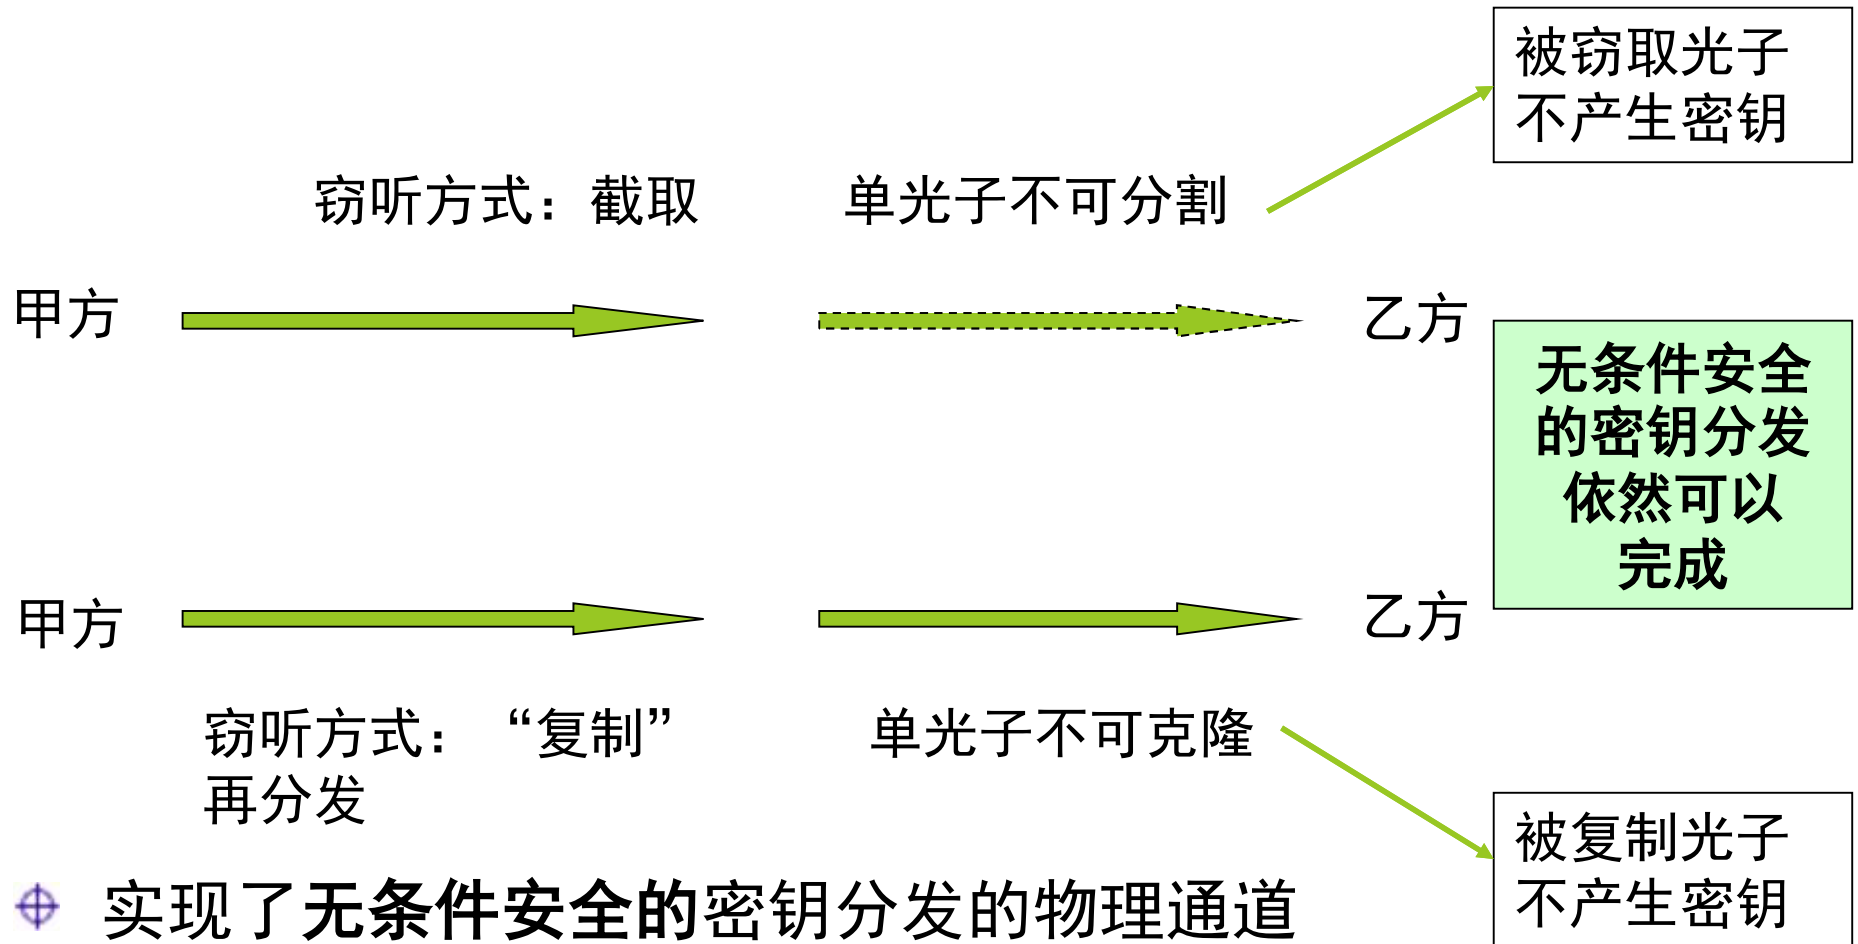 被窃取光子
不产生密钥
窃听方式：截取
单光子不可分割
甲方
乙方
无条件安全
的密钥分发
依然可以
完成
甲方
乙方
窃听方式： “复制”
再分发
单光子不可克隆
被复制光子
不产生密钥
实现了无条件安全的密钥分发的物理通道